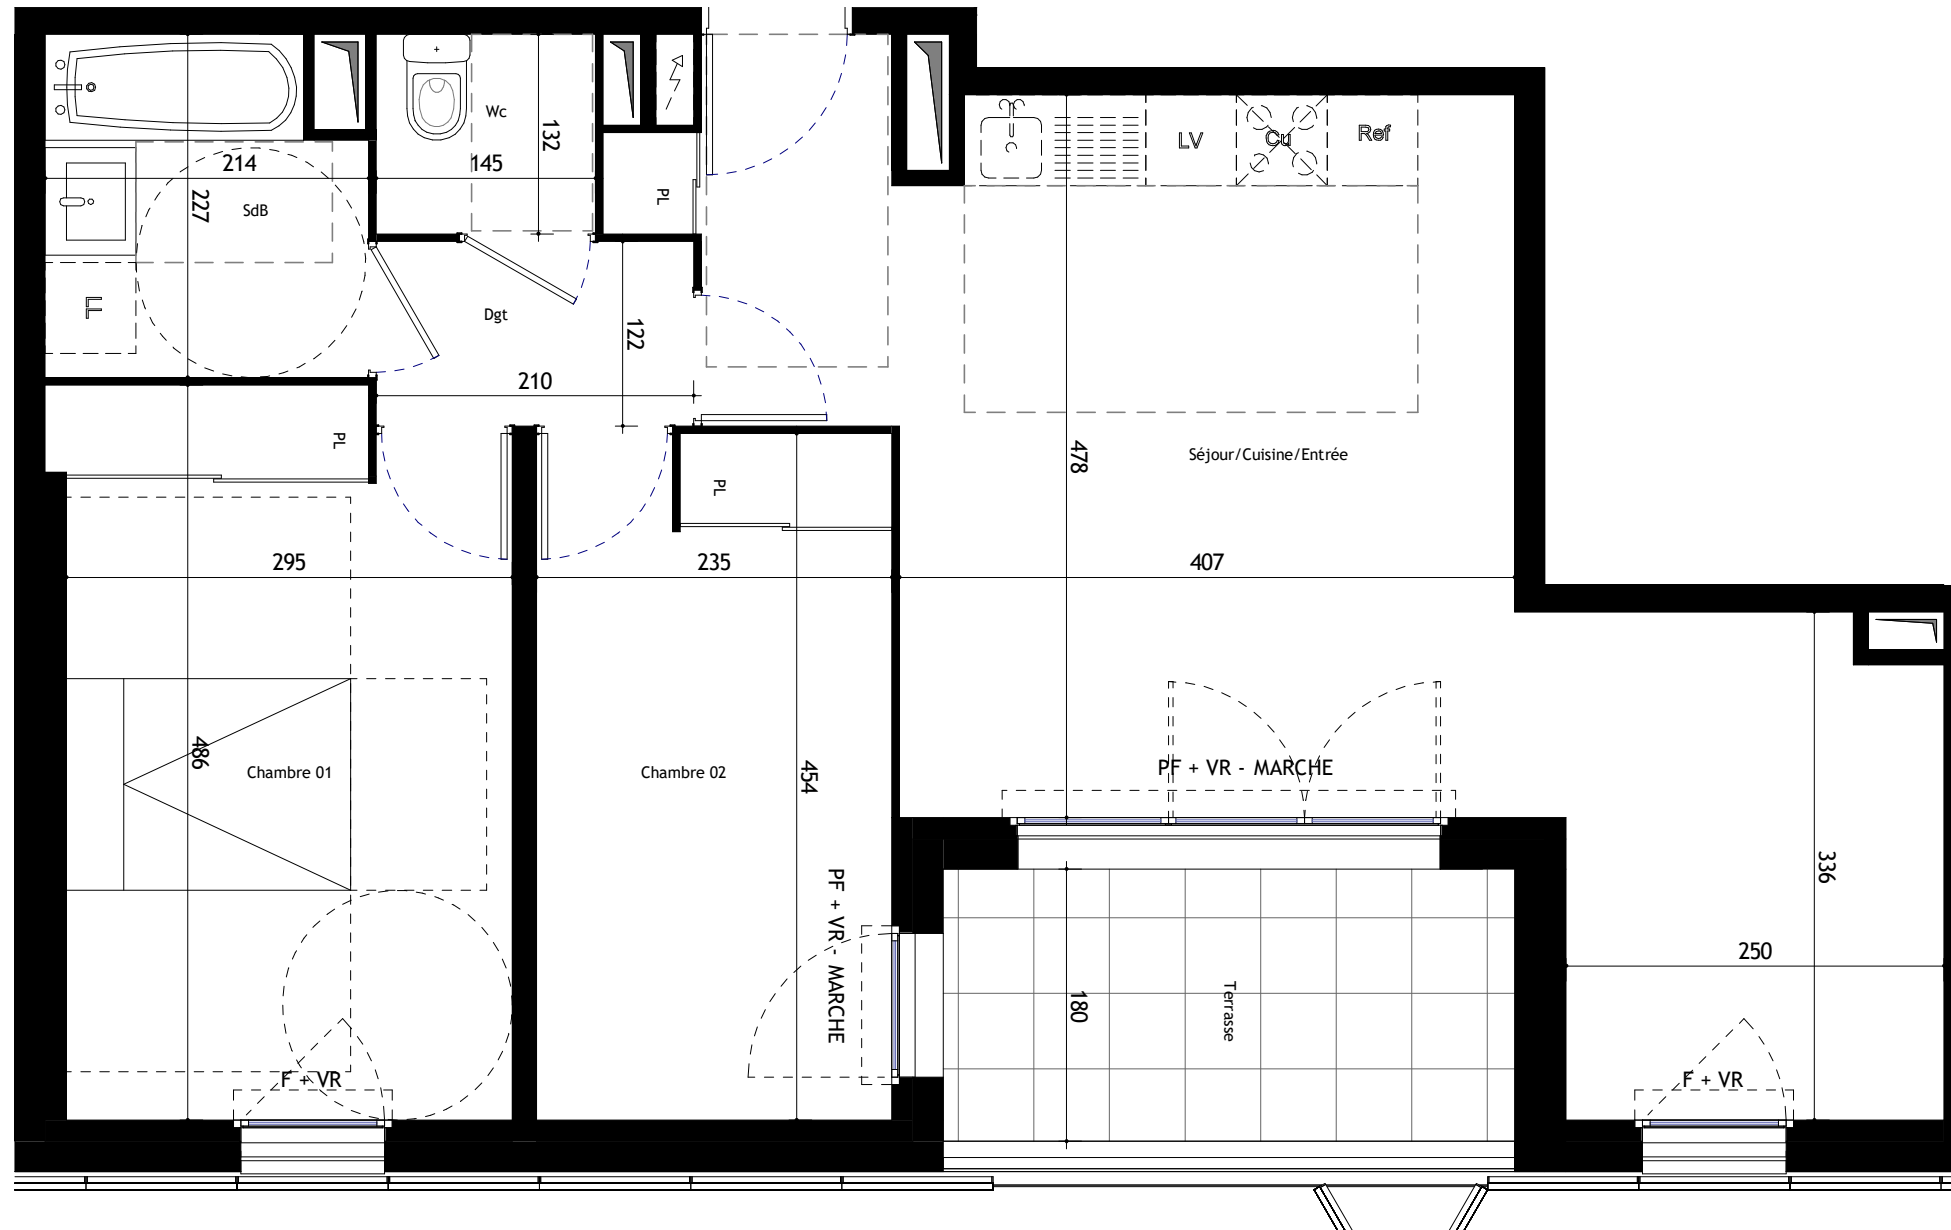 Wc
132
145
214
227
SdB
PL
LV
Cu
Ref
LL
Dgt
122
210
PL
PL
478
Séjour/Cuisine/Entrée
295
235
407
486
Chambre 01
Chambre 02
454
PF + VR - MARCHE
PF + VR - MARCHE
336
250
180
Terrasse
F + VR
F + VR